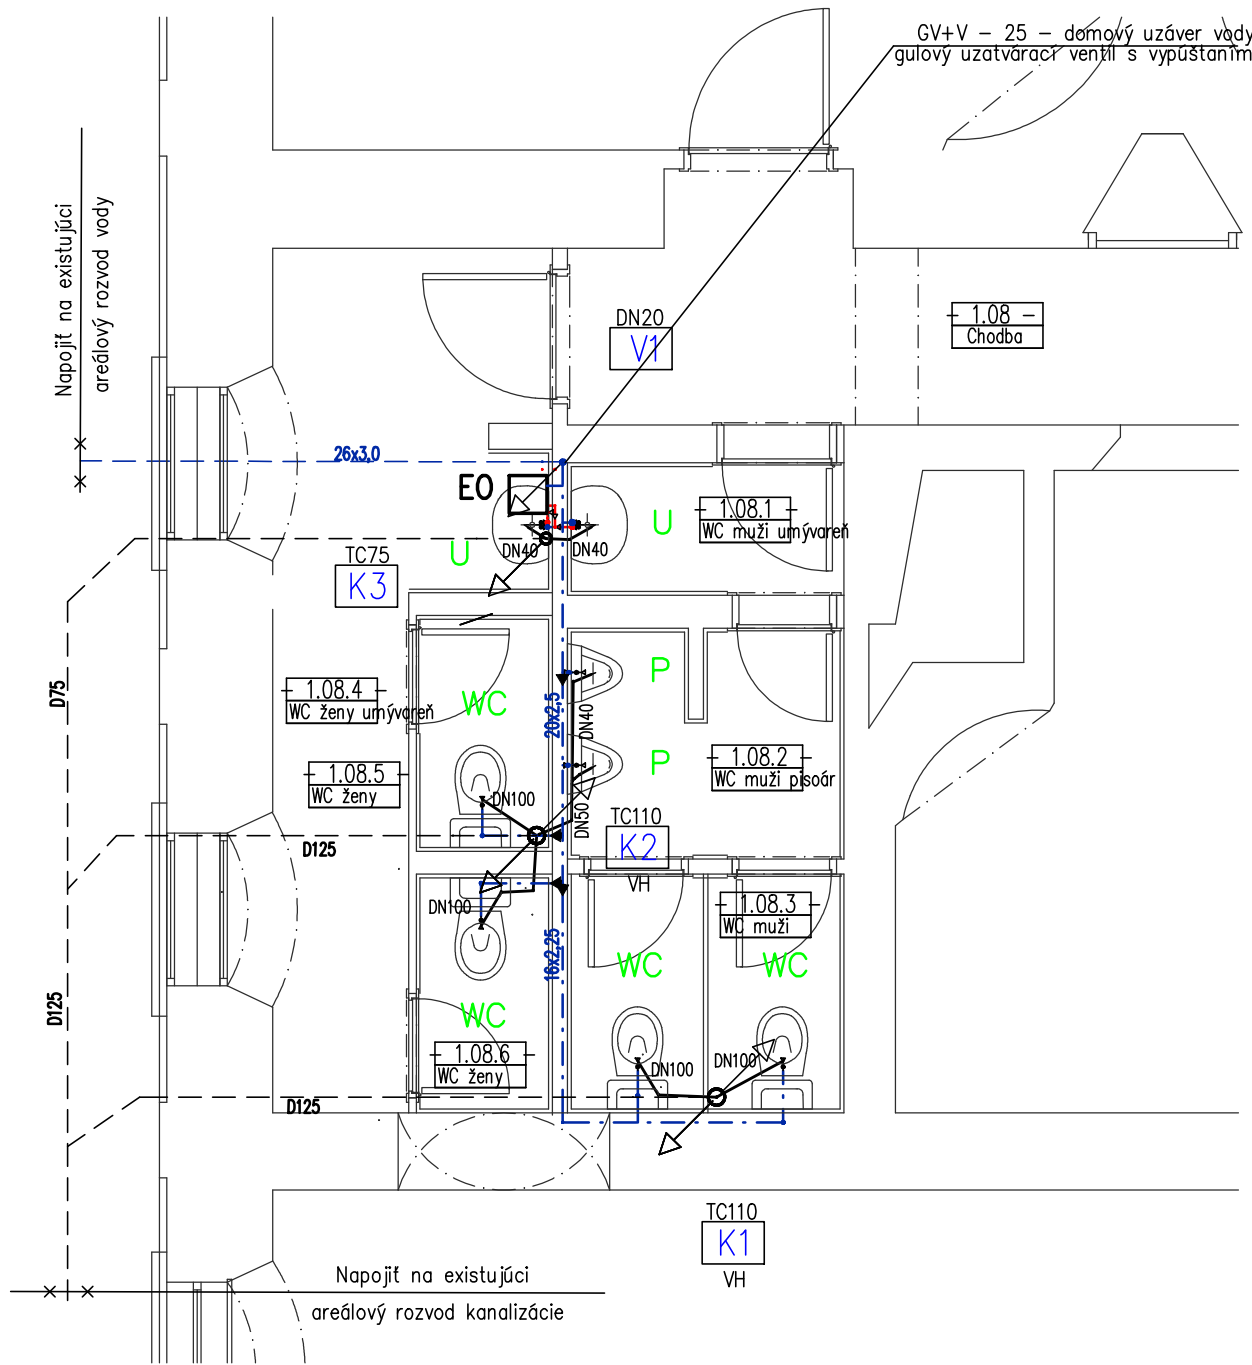 GV+V – 25 – domový uzáver vody
gulový uzatvárací ventil s vypúšťaním
Napojiť na existujúci
areálový rozvod vody
DN20
V1
– 1.08 –
Chodba
26x3,0
EO
U
U
1.08.1
WC muži umýváreň
DN40
DN40
TC75
K3
D75
1.08.4
WC ženy umýváreň
WC
P
20x2,5
DN40
P
1.08.2
WC muži pisoár
1.08.5
WC ženy
DN100
DN50
TC110
K2
VH
D125
DN100
1.08.3
WC muži
16x2,25
WC
WC
WC
D125
1.08.6
WC ženy
DN100
DN100
D125
TC110
K1
VH
Napojiť na existujúci
areálový rozvod kanalizácie